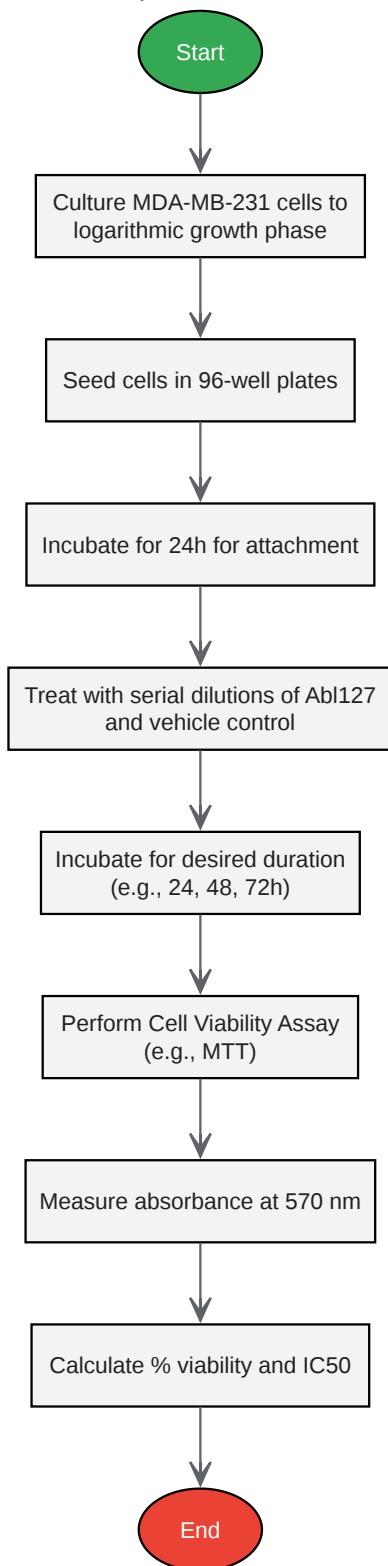 Start
Culture MDA-MB-231 cells to
logarithmic growth phase
Seed cells in 96-well plates
Incubate for 24h for attachment
Treat with serial dilutions of Abl127
and vehicle control
Incubate for desired duration
(e.g., 24, 48, 72h)
Perform Cell Viability Assay
(e.g., MTT)
Measure absorbance at 570 nm
Calculate % viability and IC50
End